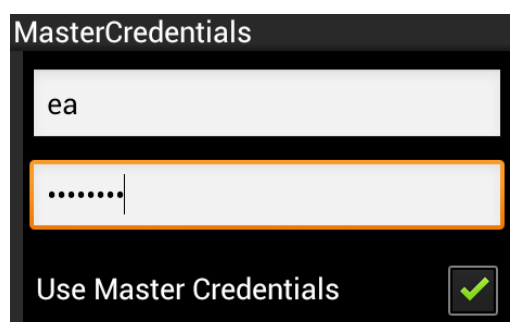 MasterCredentials
ea
••••••••
Use Master Credentials